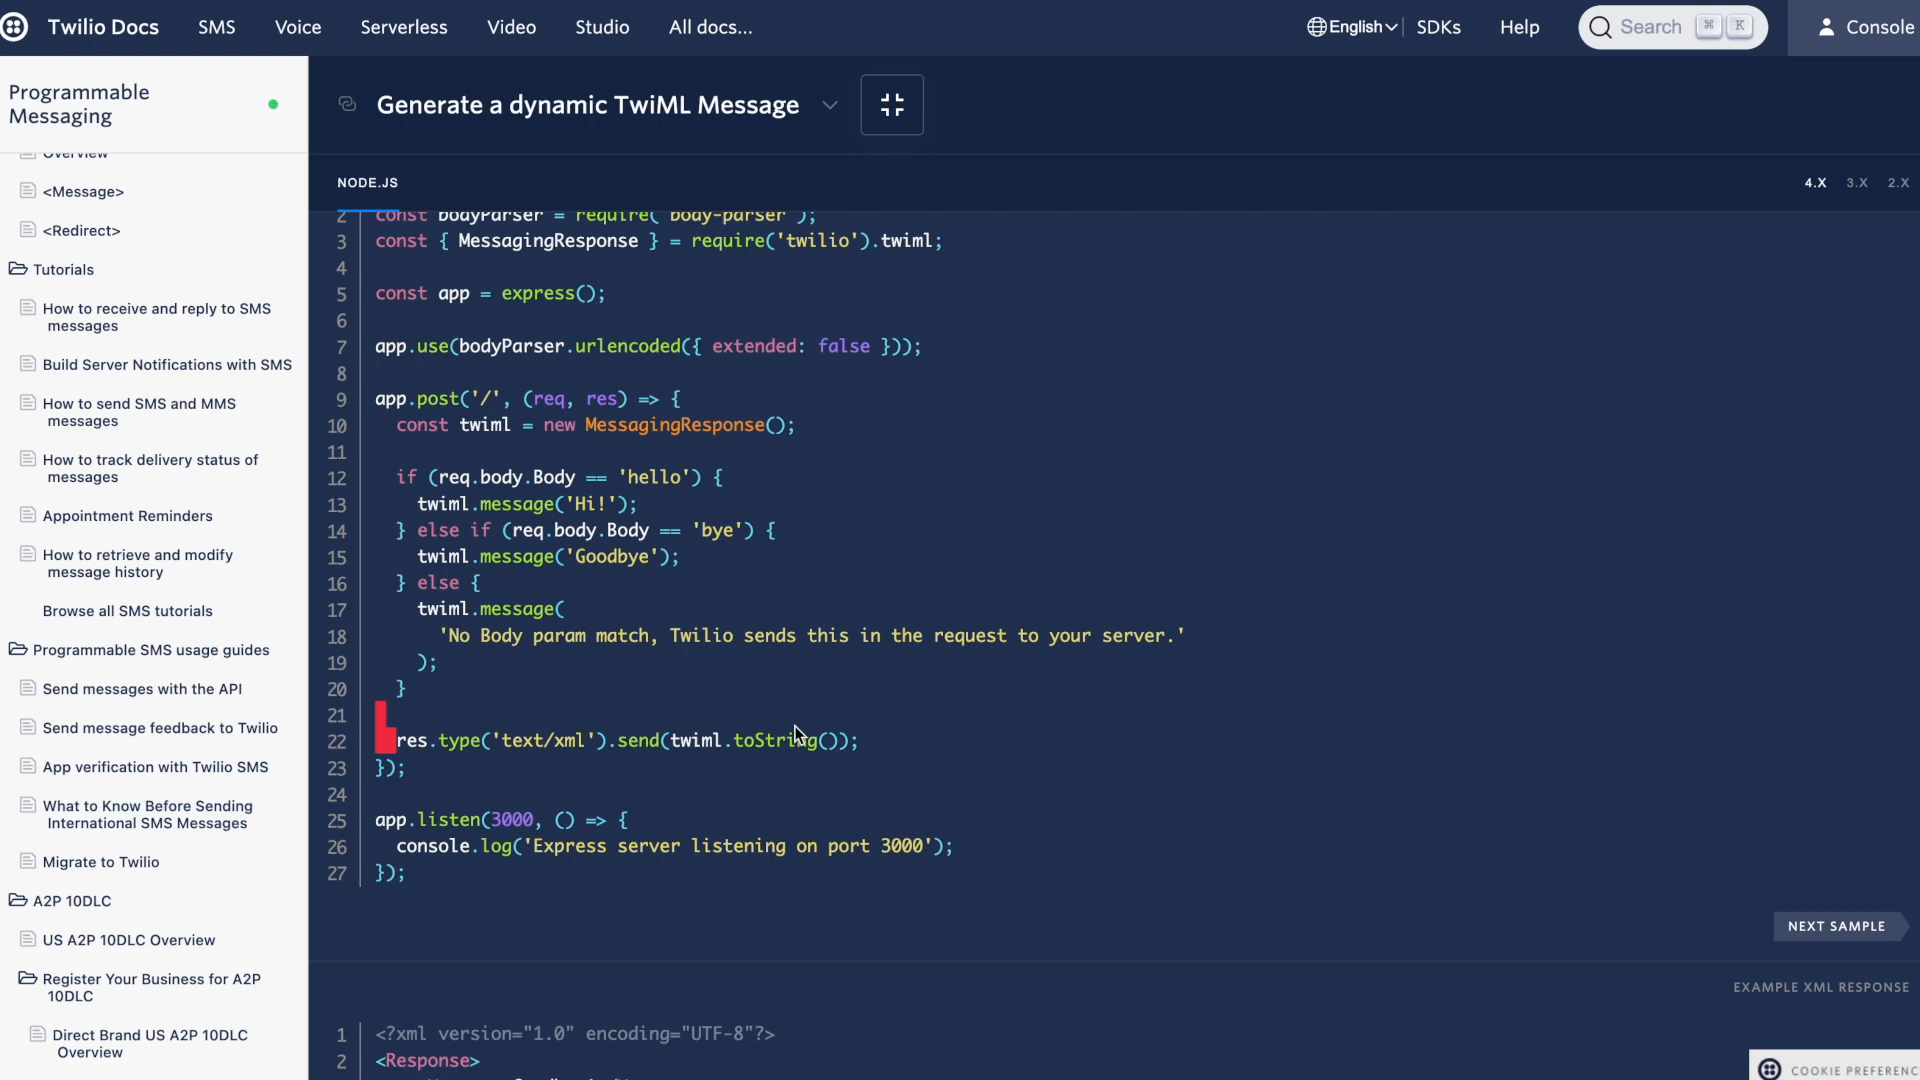 Twilio Docs SMS Voice Serverless Video Studio All docs... English SDKs Help Search ⌘ K Console
Programmable
Messaging
Overview
<Message>
<Redirect>
Tutorials
How to receive and reply to SMS
messages
Build Server Notifications with SMS
How to send SMS and MMS
messages
How to track delivery status of
messages
Appointment Reminders
How to retrieve and modify
message history
Browse all SMS tutorials
Programmable SMS usage guides
Send messages with the API
Send message feedback to Twilio
App verification with Twilio SMS
What to Know Before Sending
International SMS Messages
Migrate to Twilio
A2P 10DLC
US A2P 10DLC Overview
Register Your Business for A2P
10DLC
Direct Brand US A2P 10DLC
Overview
Generate a dynamic TwiML Message
NODE.JS 4.X 3.X 2.X
2 const bodyParser = require('body-parser');
3 const { MessagingResponse } = require('twilio').twiml;
4
5 const app = express();
6
7 app.use(bodyParser.urlencoded({ extended: false }));
8
9 app.post('/', (req, res) => {
10 const twiml = new MessagingResponse();
11
12 if (req.body.Body == 'hello') {
13 twiml.message('Hi!');
14 } else if (req.body.Body == 'bye') {
15 twiml.message('Goodbye');
16 } else {
17 twiml.message(
18 'No Body param match, Twilio sends this in the request to your server.'
19 );
20 }
21
22 res.type('text/xml').send(twiml.toString());
23 });
24
25 app.listen(3000, () => {
26 console.log('Express server listening on port 3000');
27 });
NEXT SAMPLE
EXAMPLE XML RESPONSE
1 <?xml version="1.0" encoding="UTF-8"?>
2 <Response>
COOKIE PREFERENC